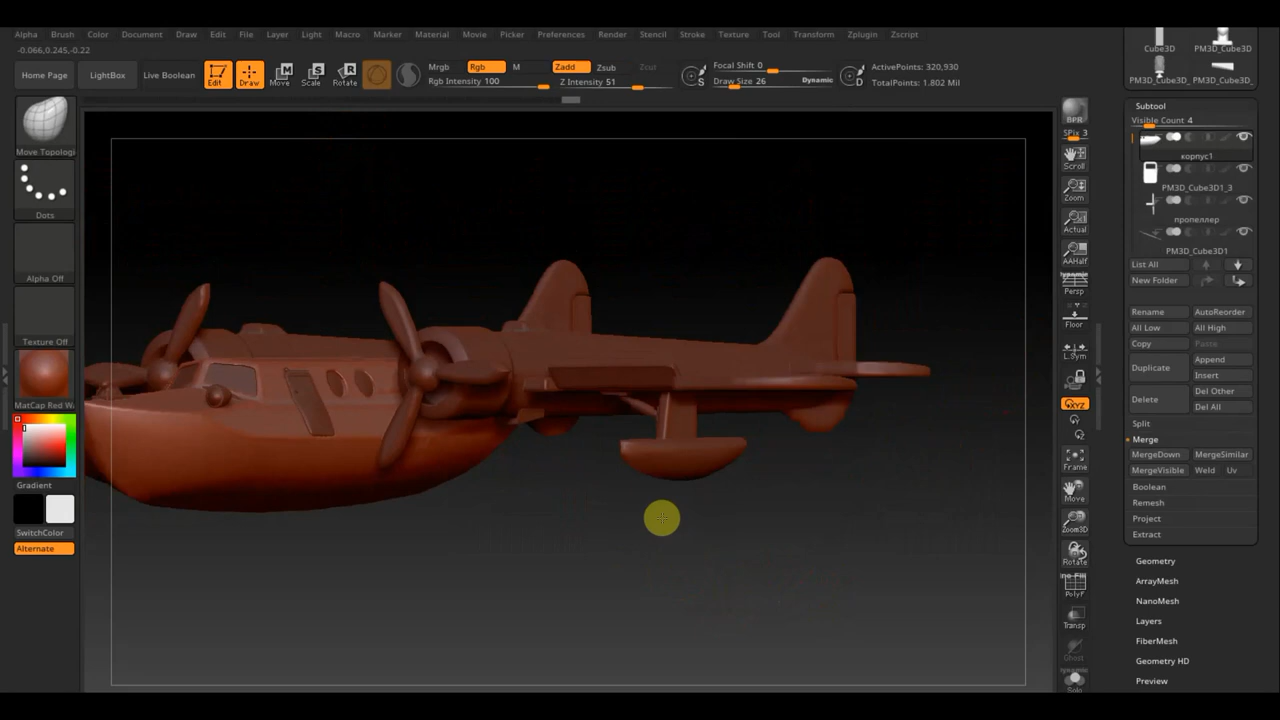 Alpha Brush Color Document Draw Edit File Layer Light Macro Marker Material Movie Picker Preferences Render Stencil Stroke Texture Tool Transform Zplugin Zscript
-0.066,0.245,-0.22
Home Page LightBox Live Boolean Edit Draw Move Scale Rotate
Mrgb Rgb M Zadd Zsub Zcut
Rgb Intensity 100 Z Intensity 51
Focal Shift 0
Draw Size 26 Dynamic
S D
ActivePoints: 320,930
TotalPoints: 1.802 Mil
Move Topologi
Dots
Alpha Off
Texture Off
MatCap Red Wa
Gradient
SwitchColor
Alternate
BPR
SPix 3
Scroll
Zoom
Actual
AAHalf
Dynamic
Persp
Floor
L.Sym
XYZ
Y
Z
Frame
Move
Zoom3D
Rotate
PolyF
Transp
Ghost
Dynamic
Solo
Cube3D PM3D_Cube3D
PM3D_Cube3D_ PM3D_Cube3D_
Subtool
Visible Count 4
корпус1
PM3D_Cube3D1_3
пропеллер
PM3D_Cube3D1
List All
New Folder
Rename AutoReorder
All Low All High
Copy Paste
Duplicate Append
Insert
Delete Del Other
Del All
Split
Merge
MergeDown MergeSimilar
MergeVisible Weld Uv
Boolean
Remesh
Project
Extract
Geometry
ArrayMesh
NanoMesh
Layers
FiberMesh
Geometry HD
Preview